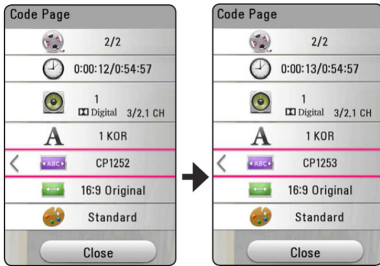 Code Page
2/2
0:00:12/0:54:57
1
Digital 3/2.1 CH
A
1 KOR
ABC
CP1252
16:9 Original
Standard
Close
Code Page
2/2
0:00:13/0:54:57
1
Digital 3/2.1 CH
A
1 KOR
ABC
CP1253
16:9 Original
Standard
Close